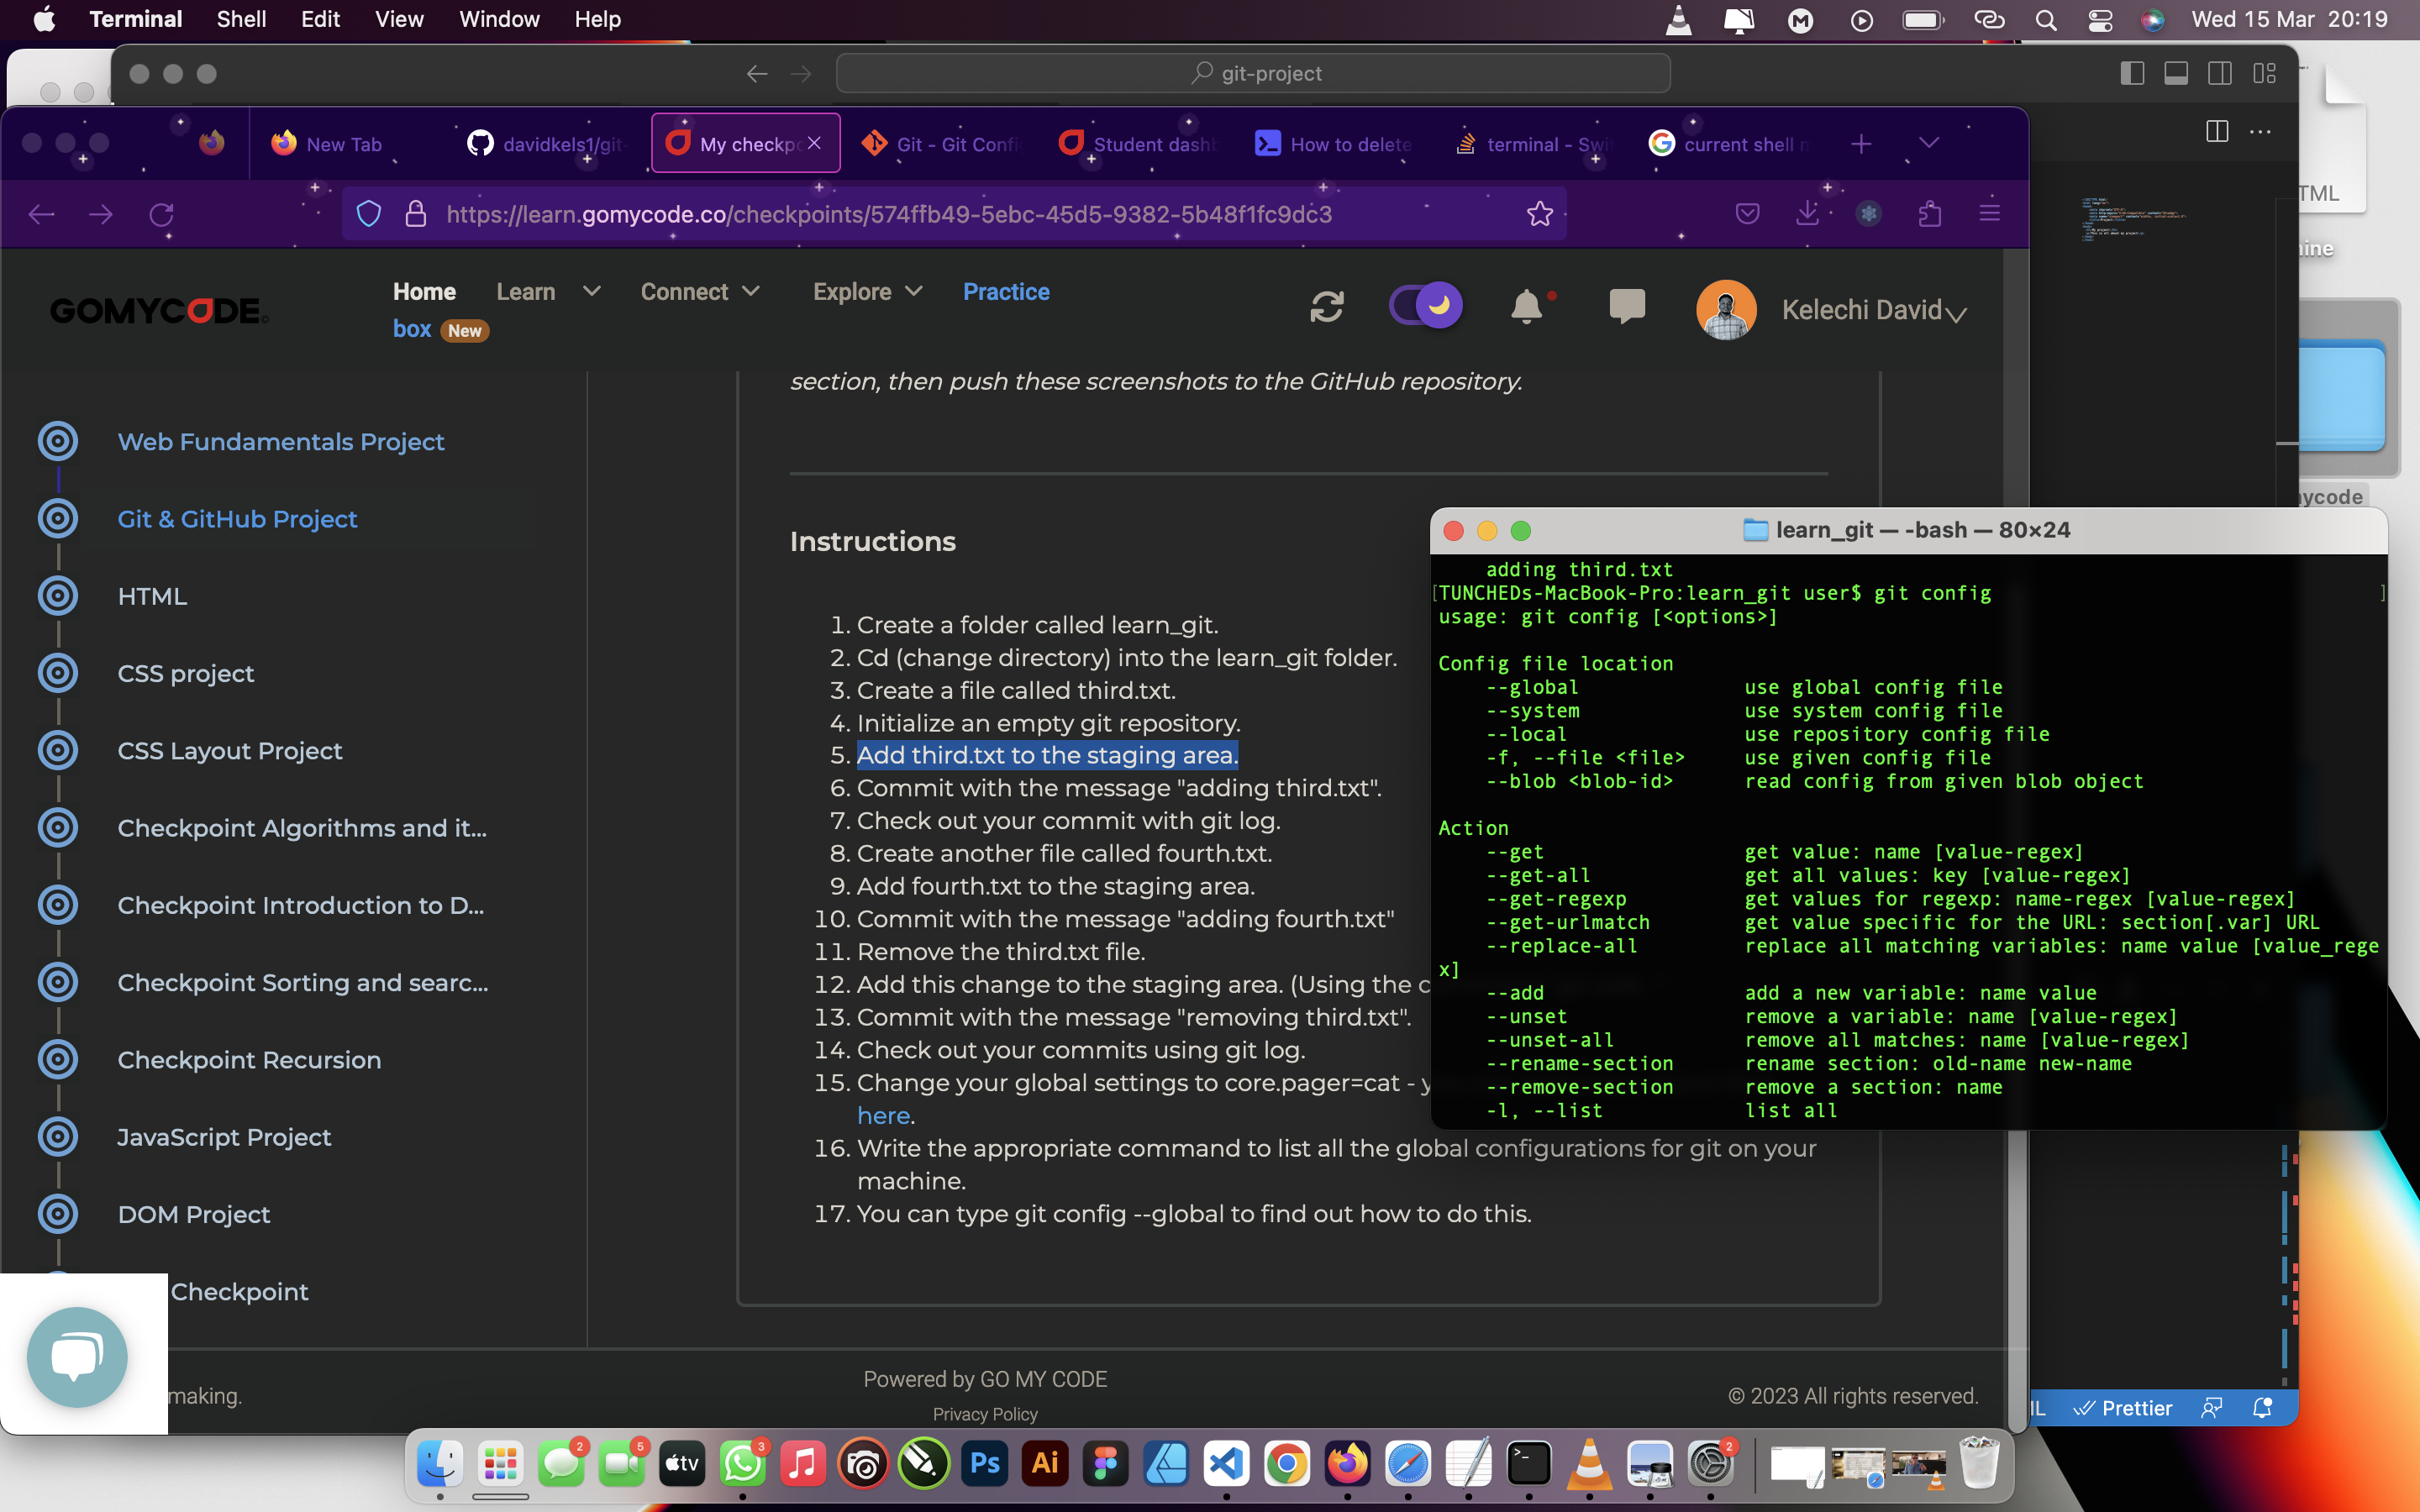 Terminal Shell Edit View Window Help
Wed 15 Mar 20:19
git-project
New Tab
davidkels1/git-
My checkp
Git - Git Confi
Student dash
How to delete
terminal - Swi
current shell
https://learn.gomycode.co/checkpoints/574ffb49-5ebc-45d5-9382-5b48f1fc9dc3
TML
ine
ycode
GOMYCODE
Home Learn Connect Explore Practice
box New
Kelechi David
section, then push these screenshots to the GitHub repository.
Web Fundamentals Project
Git & GitHub Project
HTML
CSS project
CSS Layout Project
Checkpoint Algorithms and it...
Checkpoint Introduction to D...
Checkpoint Sorting and searc...
Checkpoint Recursion
JavaScript Project
DOM Project
Checkpoint
Instructions
1. Create a folder called learn_git.
2. Cd (change directory) into the learn_git folder.
3. Create a file called third.txt.
4. Initialize an empty git repository.
5. Add third.txt to the staging area.
6. Commit with the message "adding third.txt".
7. Check out your commit with git log.
8. Create another file called fourth.txt.
9. Add fourth.txt to the staging area.
10. Commit with the message "adding fourth.txt"
11. Remove the third.txt file.
12. Add this change to the staging area. (Using the c
13. Commit with the message "removing third.txt".
14. Check out your commits using git log.
15. Change your global settings to core.pager=cat - y
here.
16. Write the appropriate command to list all the global configurations for git on your
machine.
17. You can type git config --global to find out how to do this.
learn_git — -bash — 80×24
adding third.txt
[TUNCHEDs-MacBook-Pro:learn_git user$ git config ]
usage: git config [<options>]
Config file location
--global use global config file
--system use system config file
--local use repository config file
-f, --file <file> use given config file
--blob <blob-id> read config from given blob object
Action
--get get value: name [value-regex]
--get-all get all values: key [value-regex]
--get-regexp get values for regexp: name-regex [value-regex]
--get-urlmatch get value specific for the URL: section[.var] URL
--replace-all replace all matching variables: name value [value_rege
x]
--add add a new variable: name value
--unset remove a variable: name [value-regex]
--unset-all remove all matches: name [value-regex]
--rename-section rename section: old-name new-name
--remove-section remove a section: name
-l, --list list all
making.
Powered by GO MY CODE
Privacy Policy
© 2023 All rights reserved.
Prettier
2
5
tv
3
Ps
Ai
2